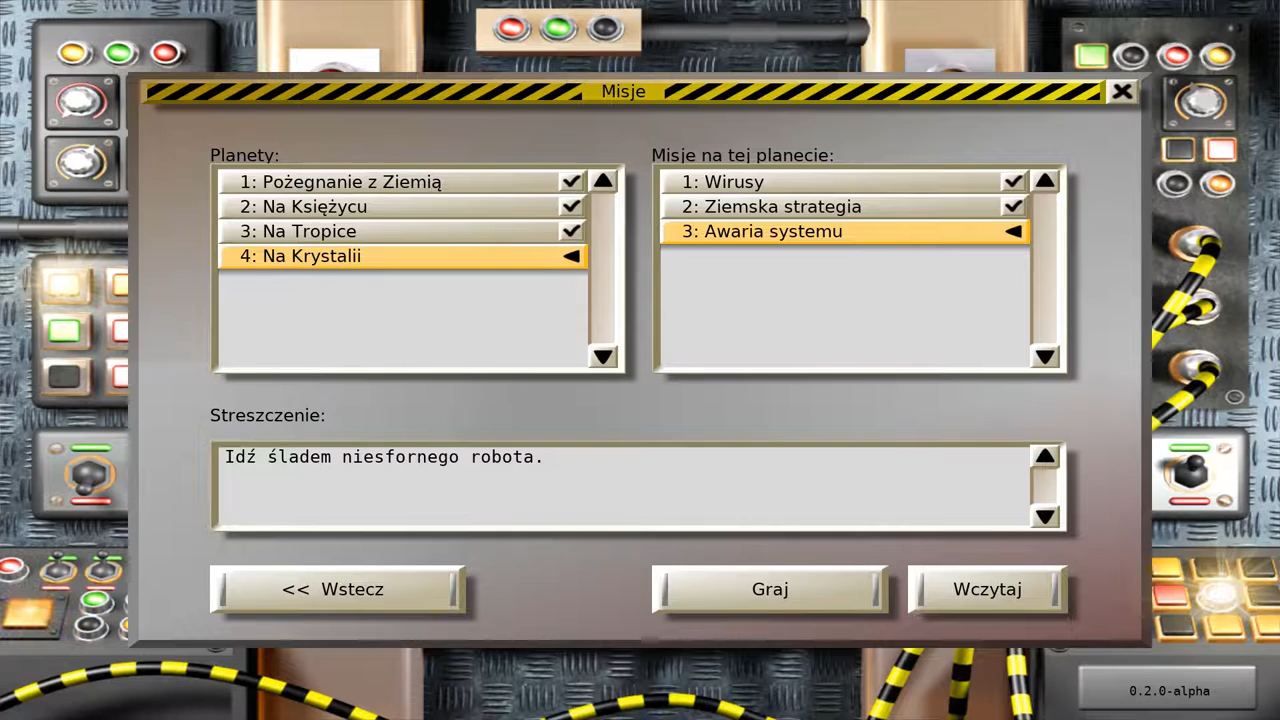 Misje
Planety:
1: Pożegnanie z Ziemią
2: Na Księżycu
3: Na Tropice
4: Na Krystalii
Misje na tej planecie:
1: Wirusy
2: Ziemska strategia
3: Awaria systemu
Streszczenie:
Idź śladem niesfornego robota.
<< Wstecz
Graj
Wczytaj
0.2.0-alpha